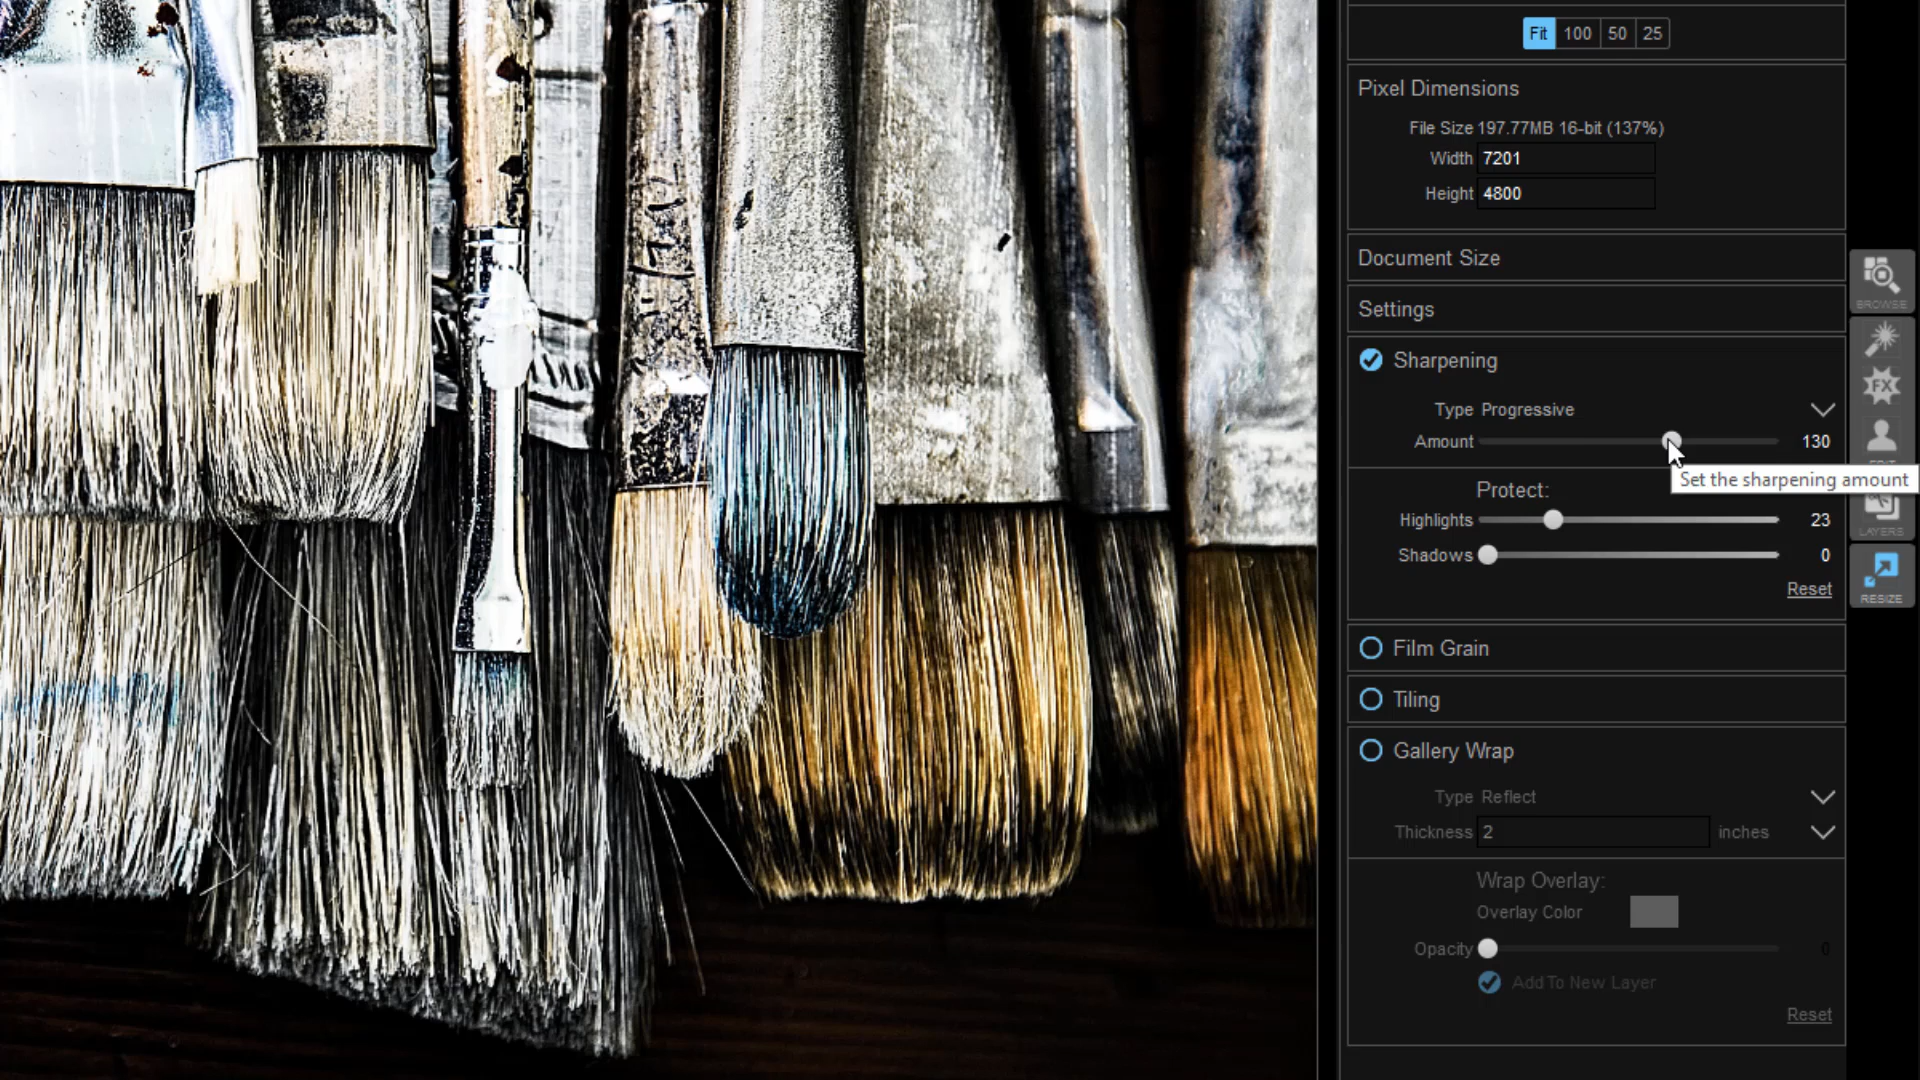 Fit 100 50 25
Pixel Dimensions
File Size 197.77MB 16-bit (137%)
Width 7201
Height 4800
Document Size
Settings
BROWSE
Sharpening
FX
Type Progressive
Amount 130
Set the sharpening amount
Protect:
Highlights 23
LAYERS
Shadows 0
Reset
RESIZE
Film Grain
Tiling
Gallery Wrap
Type Reflect
Thickness 2 inches
Wrap Overlay:
Overlay Color
Opacity 0
Add To New Layer
Reset